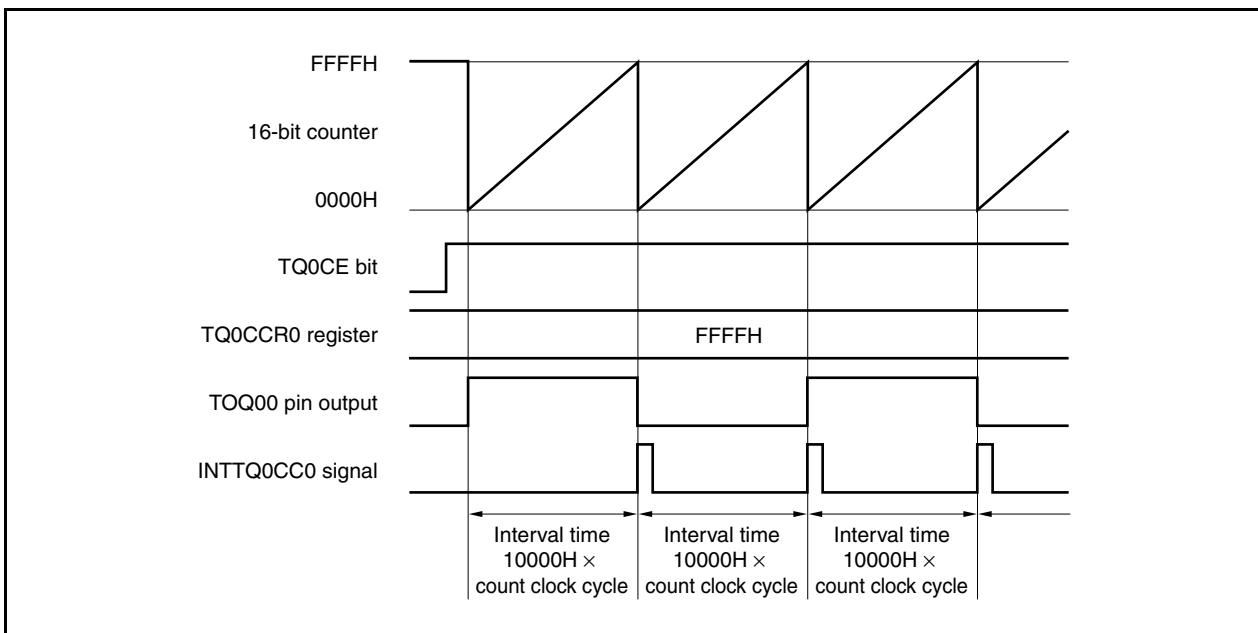 FFFFH
16-bit counter
0000H
TQ0CE bit
TQ0CCR0 register
FFFFH
TOQ00 pin output
INTTQ0CC0 signal
Interval time
10000H ×
count clock cycle
Interval time
10000H ×
count clock cycle
Interval time
10000H ×
count clock cycle